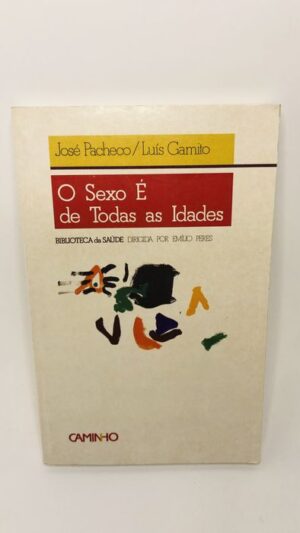 José Pacheco/Luís Gamito
O Sexo É
de Todas as Idades
BIBLIOTECA da SAÚDE DIRIGIDA POR EMÍLIO PERES
CAMINHO